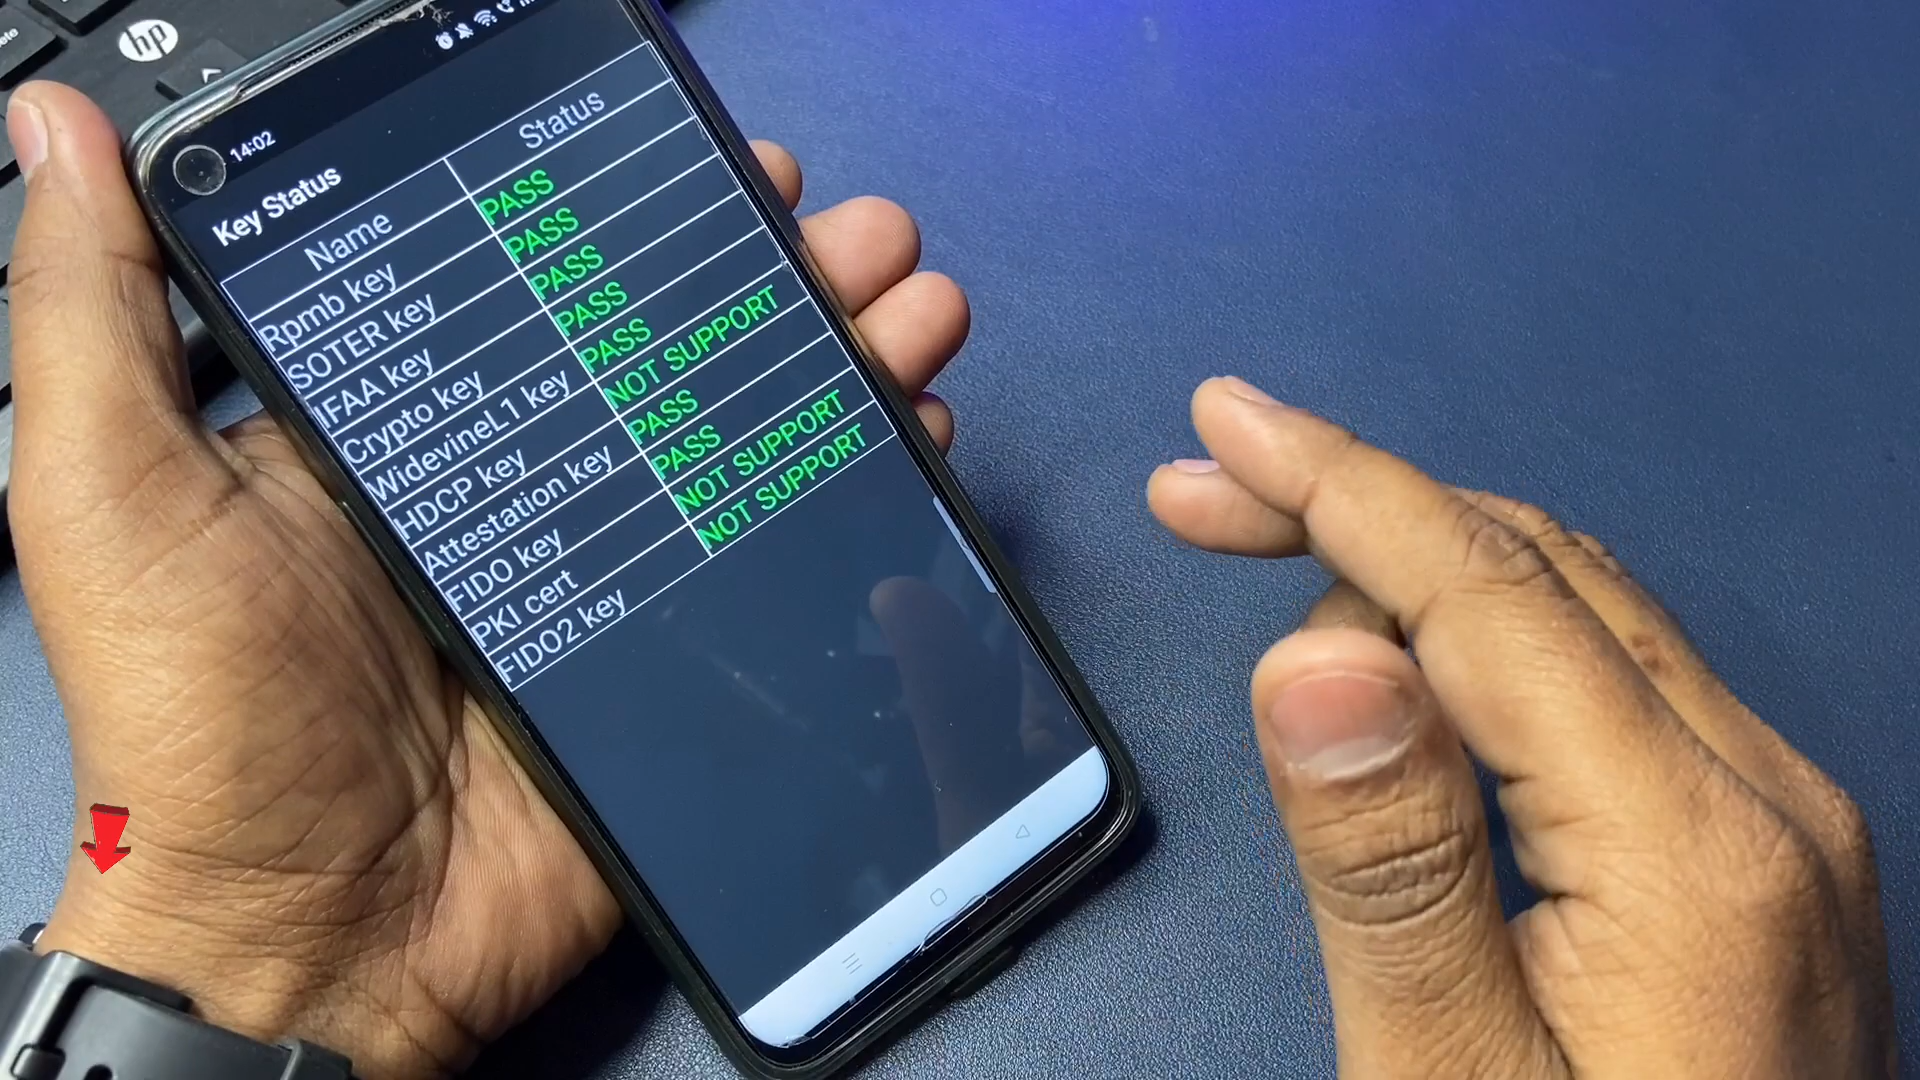 hp
14:02
Key Status
Name Status
Rpmb key PASS
SOTER key PASS
IFAA key PASS
Crypto key PASS
WidevineL1 key PASS
HDCP key NOT SUPPORT
Attestation key PASS
FIDO key PASS
PKI cert NOT SUPPORT
FIDO2 key NOT SUPPORT